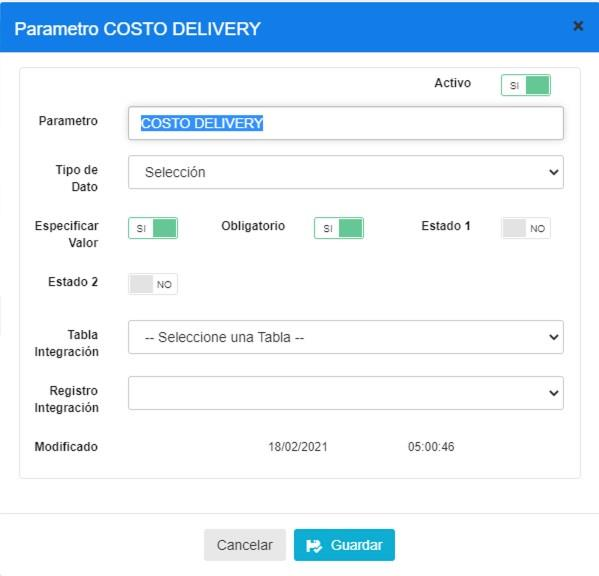 Parametro COSTO DELIVERY
Activo SI
Parametro COSTO DELIVERY
Tipo de Dato Selección
Especificar Valor SI Obligatorio SI Estado 1 NO
Estado 2 NO
Tabla Integración -- Seleccione una Tabla --
Registro Integración
Modificado 18/02/2021 05:00:46
Cancelar Guardar